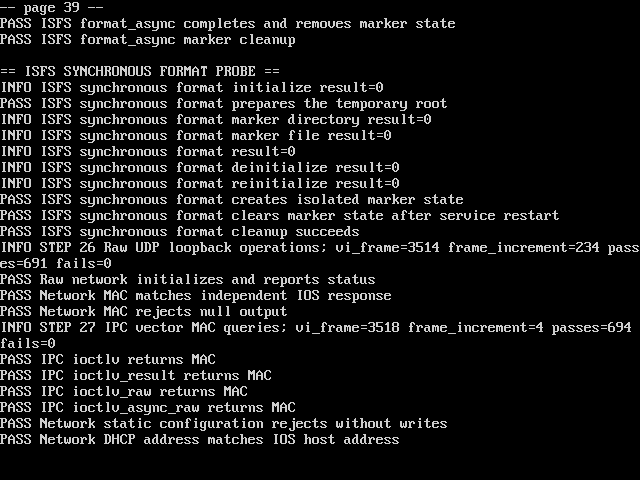 -- page 39 --
PASS ISFS format_async completes and removes marker state
PASS ISFS format_async marker cleanup
== ISFS SYNCHRONOUS FORMAT PROBE ==
INFO ISFS synchronous format initialize result=0
PASS ISFS synchronous format prepares the temporary root
INFO ISFS synchronous format marker directory result=0
INFO ISFS synchronous format marker file result=0
INFO ISFS synchronous format result=0
INFO ISFS synchronous format deinitialize result=0
INFO ISFS synchronous format reinitialize result=0
PASS ISFS synchronous format creates isolated marker state
PASS ISFS synchronous format clears marker state after service restart
PASS ISFS synchronous format cleanup succeeds
INFO STEP 26 Raw UDP loopback operations; vi_frame=3514 frame_increment=234 pass
es=691 fails=0
PASS Raw network initializes and reports status
PASS Network MAC matches independent IOS response
PASS Network MAC rejects null output
INFO STEP 27 IPC vector MAC queries; vi_frame=3518 frame_increment=4 passes=694
fails=0
PASS IPC ioctlv returns MAC
PASS IPC ioctlv_result returns MAC
PASS IPC ioctlv_raw returns MAC
PASS IPC ioctlv_async_raw returns MAC
PASS Network static configuration rejects without writes
PASS Network DHCP address matches IOS host address